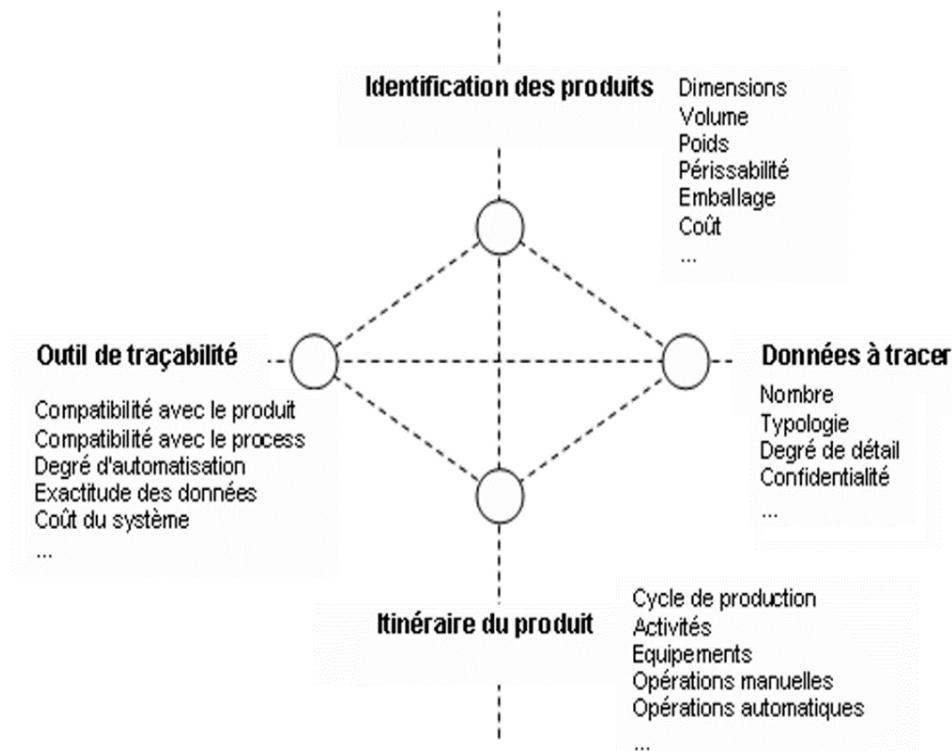 Identification des produits
Dimensions
Volume
Poids
Périssabilité
Emballage
Coût
...
Outil de traçabilité
Compatibilité avec le produit
Compatibilité avec le process
Degré d'automatisation
Exactitude des données
Coût du système
...
Données à tracer
Nombre
Typologie
Degré de détail
Confidentialité
...
Itinéraire du produit
Cycle de production
Activités
Equipements
Opérations manuelles
Opérations automatiques
...